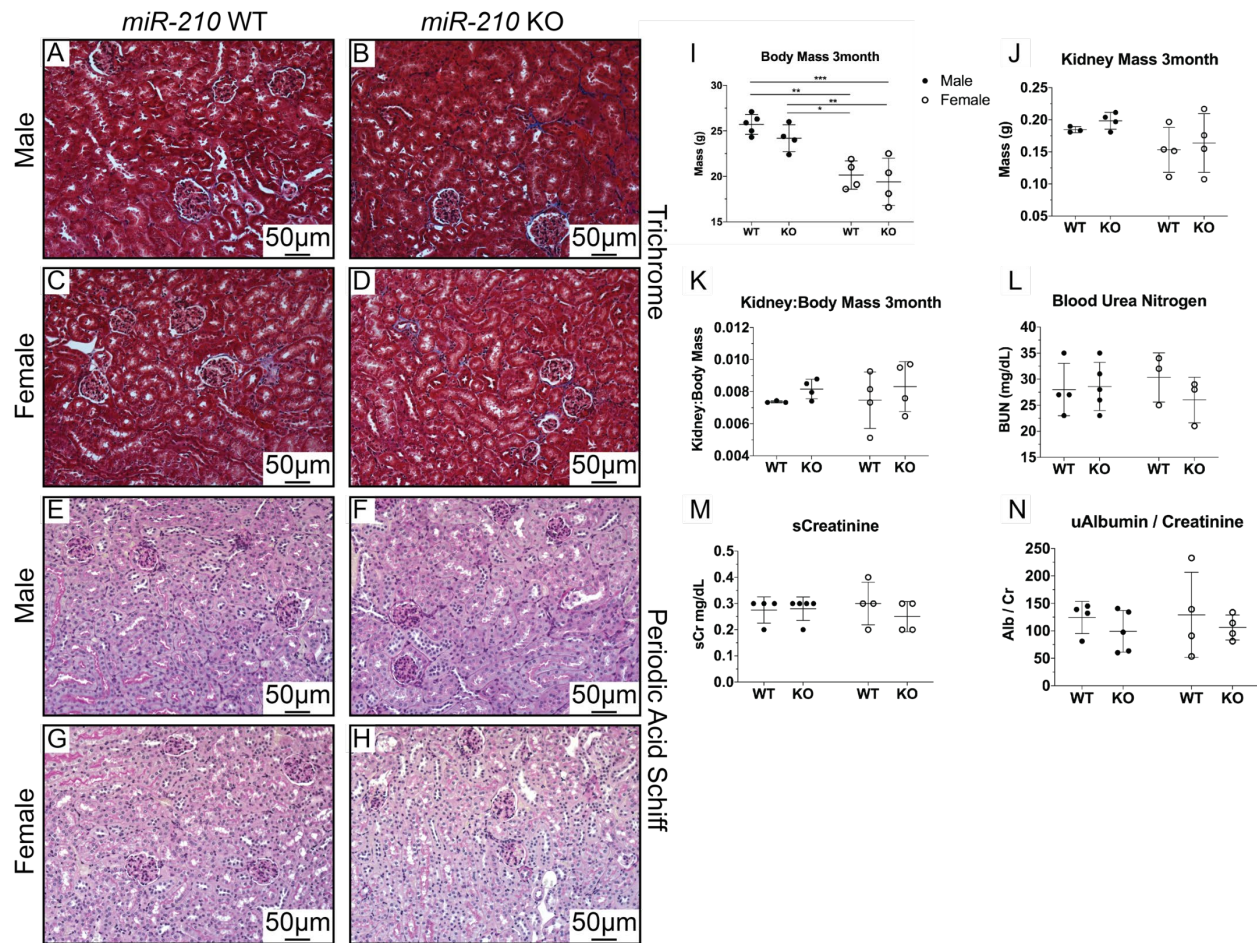 miR-210 WT
miR-210 KO
Male
Female
Male
Female
Trichrome
Periodic Acid Schiff
A
50µm
B
50µm
C
50µm
D
50µm
E
50µm
F
50µm
G
50µm
H
50µm
I
Body Mass 3month
***
**
**
*
Mass (g)
30
25
20
15
WT KO WT KO
Male
Female
J
Kidney Mass 3month
Mass (g)
0.25
0.20
0.15
0.10
0.05
WT KO WT KO
K
Kidney:Body Mass 3month
Kidney:Body Mass
0.012
0.010
0.008
0.006
0.004
WT KO WT KO
L
Blood Urea Nitrogen
BUN (mg/dL)
40
35
30
25
20
15
WT KO WT KO
M
sCreatinine
sCr mg/dL
0.5
0.4
0.3
0.2
0.1
0.0
WT KO WT KO
N
uAlbumin / Creatinine
Alb / Cr
250
200
150
100
50
0
WT KO WT KO